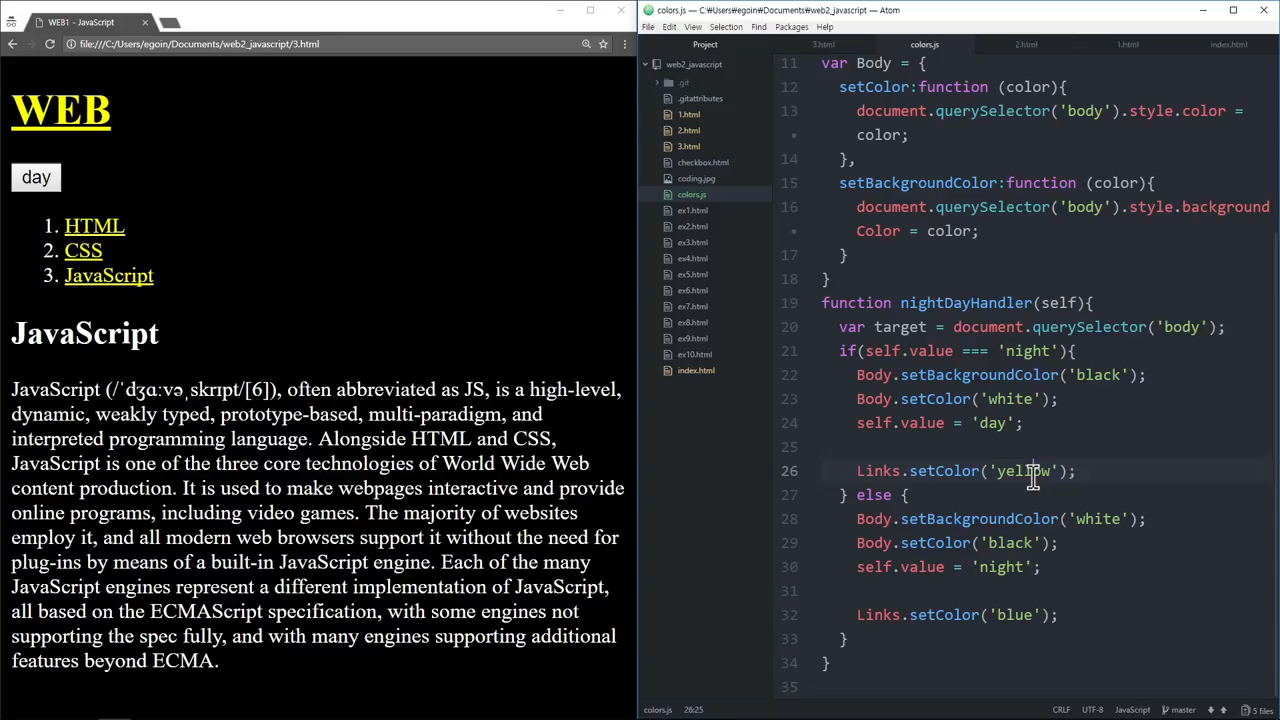 WEB1 - JavaScript
file:///C:/Users/egoin/Documents/web2_javascript/3.html
WEB
day
1. HTML
2. CSS
3. JavaScript
JavaScript
JavaScript (/ˈdʒɑːvəˌskrɪpt/[6]), often abbreviated as JS, is a high-level,
dynamic, weakly typed, prototype-based, multi-paradigm, and
interpreted programming language. Alongside HTML and CSS,
JavaScript is one of the three core technologies of World Wide Web
content production. It is used to make webpages interactive and provide
online programs, including video games. The majority of websites
employ it, and all modern web browsers support it without the need for
plug-ins by means of a built-in JavaScript engine. Each of the many
JavaScript engines represent a different implementation of JavaScript,
all based on the ECMAScript specification, with some engines not
supporting the spec fully, and with many engines supporting additional
features beyond ECMA.
colors.js — C:₩Users₩egoin₩Documents₩web2_javascript — Atom
File Edit View Selection Find Packages Help
Project
3.html colors.js 2.html 1.html index.html
web2_javascript
.git
.gitattributes
1.html
2.html
3.html
checkbox.html
coding.jpg
colors.js
ex1.html
ex2.html
ex3.html
ex4.html
ex5.html
ex6.html
ex7.html
ex8.html
ex9.html
ex10.html
index.html
11 var Body = {
12 setColor:function (color){
13 document.querySelector('body').style.color =
• color;
14 },
15 setBackgroundColor:function (color){
16 document.querySelector('body').style.background
• Color = color;
17 }
18 }
19 function nightDayHandler(self){
20 var target = document.querySelector('body');
21 if(self.value === 'night'){
22 Body.setBackgroundColor('black');
23 Body.setColor('white');
24 self.value = 'day';
25
26 Links.setColor('yellow');
27 } else {
28 Body.setBackgroundColor('white');
29 Body.setColor('black');
30 self.value = 'night';
31
32 Links.setColor('blue');
33 }
34 }
35
colors.js 26:25 CRLF UTF-8 JavaScript master 5 files